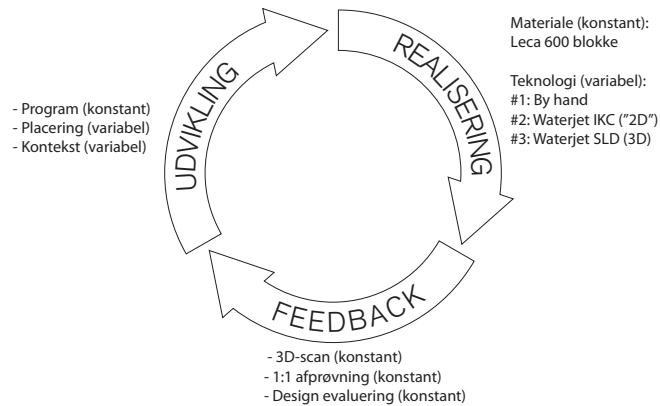 UDVIKLING
- Program (konstant)
- Placering (variabel)
- Kontekst (variabel)
REALISERING
Materiale (konstant):
Leca 600 blokke
Teknologi (variabel):
#1: By hand
#2: Waterjet IKC ("2D")
#3: Waterjet SLD (3D)
FEEDBACK
- 3D-scan (konstant)
- 1:1 afprøvning (konstant)
- Design evaluering (konstant)